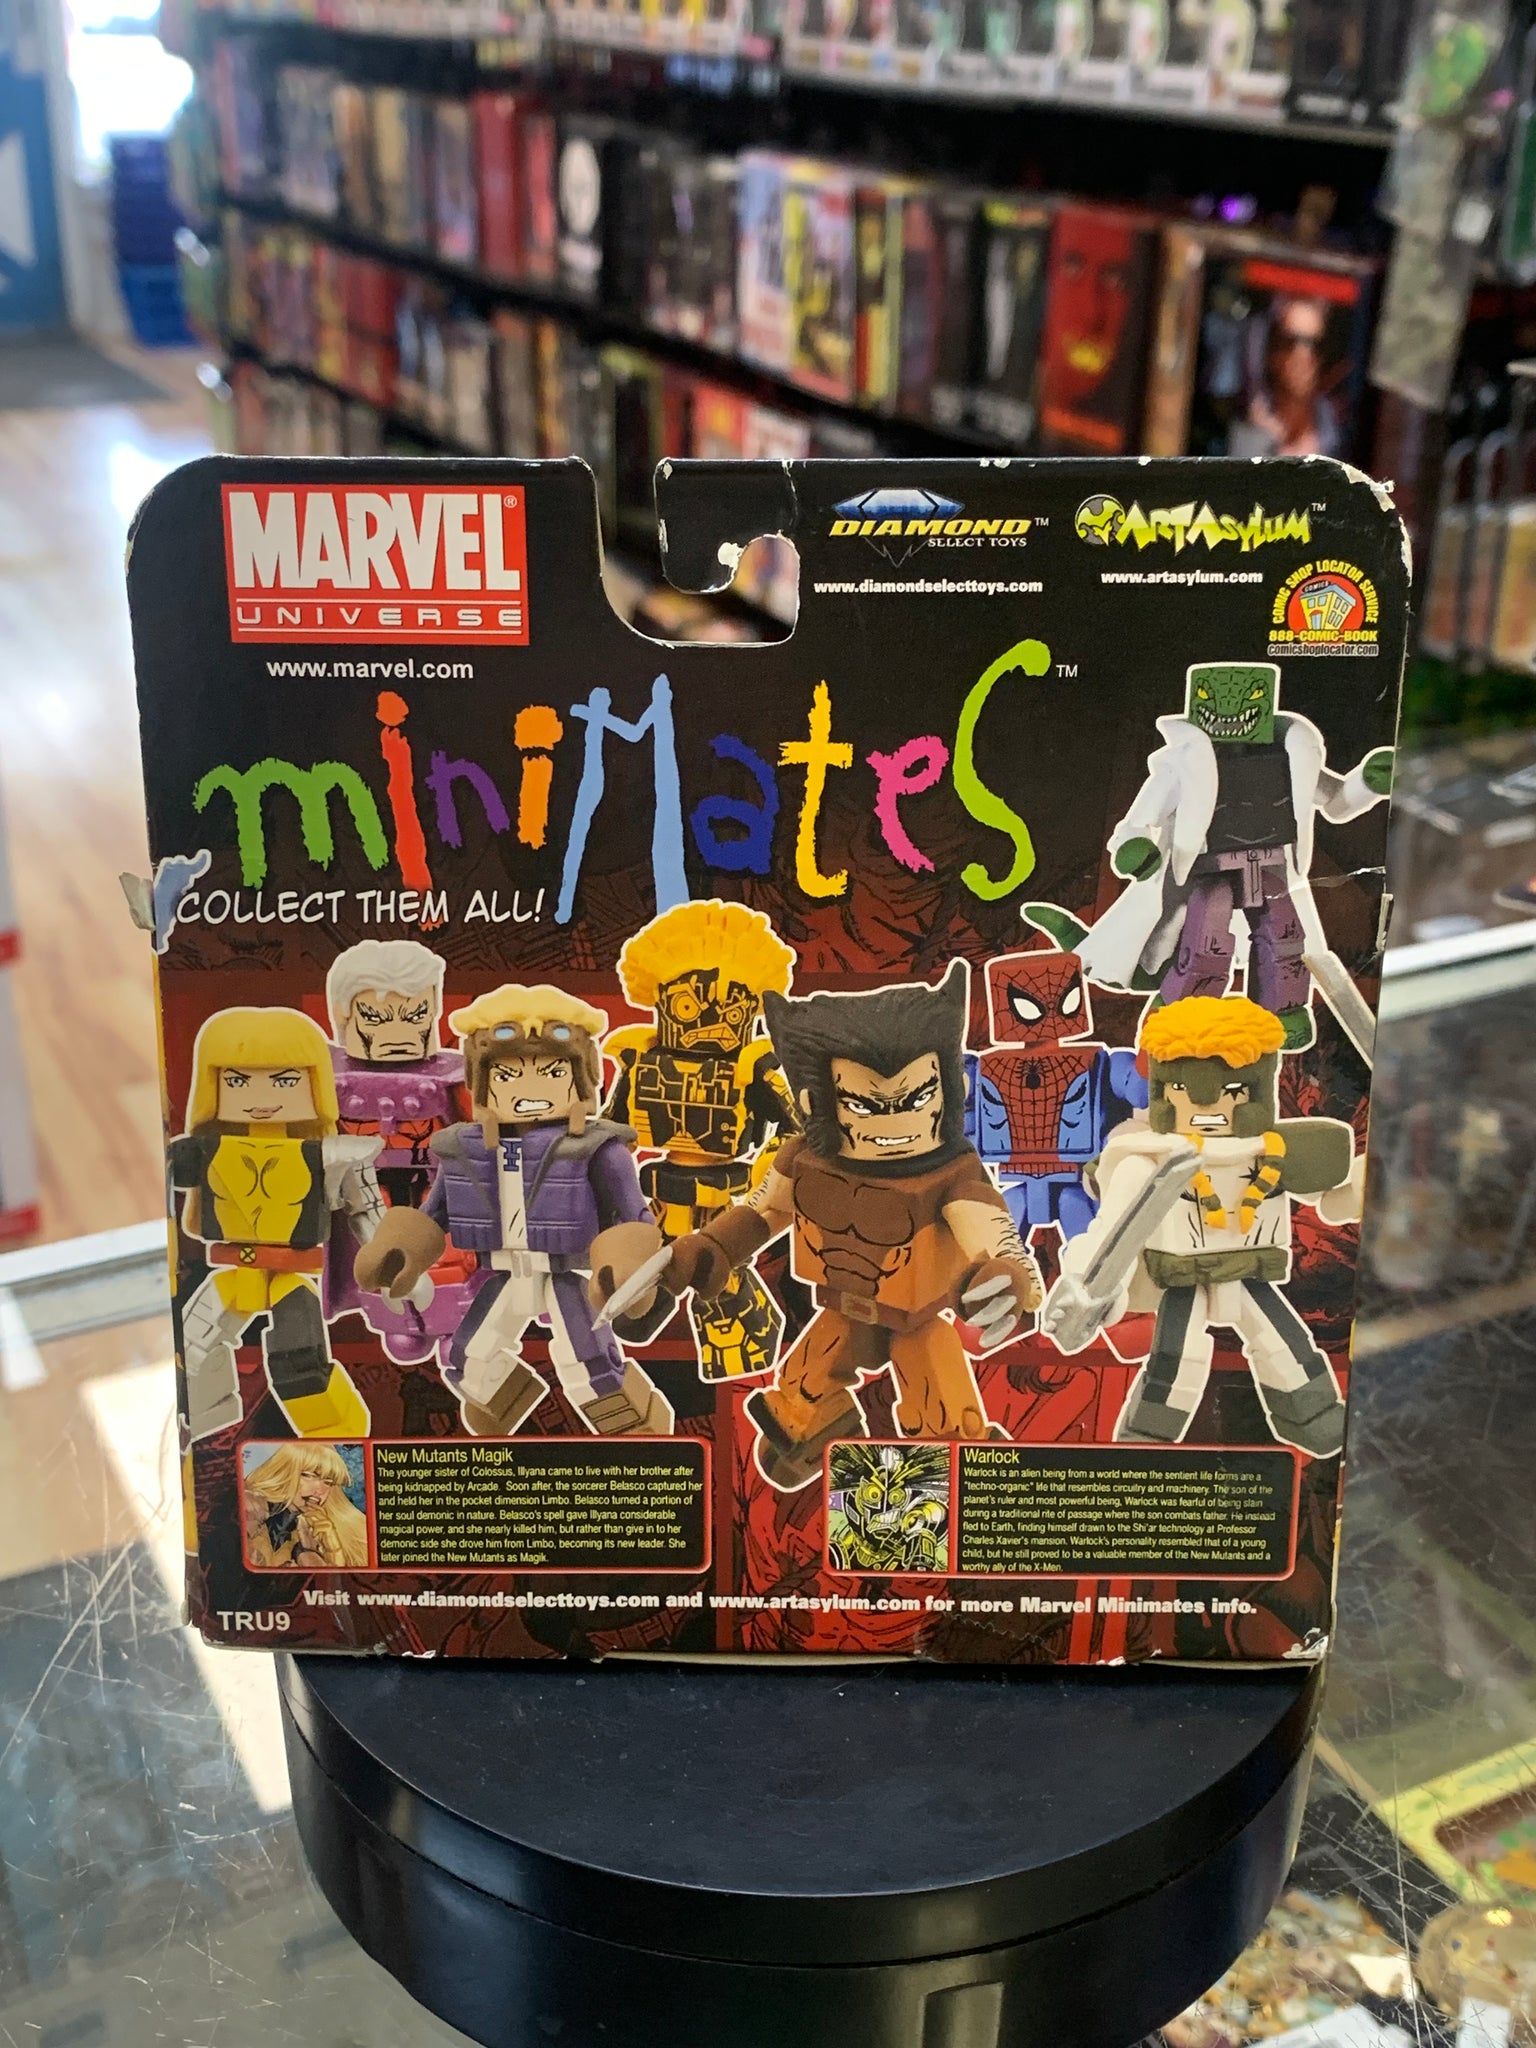 MARVEL®
UNIVERSE
www.marvel.com
DIAMOND™
SELECT TOYS
www.diamondselecttoys.com
ARTASYLUM™
www.artasylum.com
COMIC SHOP LOCATOR SERVICE
COMICS
888-COMIC-BOOK
comicshoplocator.com
miniMateS™
COLLECT THEM ALL!
New Mutants Magik
The younger sister of Colossus, Illyana came to live with her brother after
being kidnapped by Arcade. Soon after, the sorcerer Belasco captured her
and held her in the pocket dimension Limbo. Belasco turned a portion of
her soul demonic in nature. Belasco's spell gave Illyana considerable
magical power, and she nearly killed him, but rather than give in to her
demonic side she drove him from Limbo, becoming its new leader. She
later joined the New Mutants as Magik.
Warlock
Warlock is an alien being from a world where the sentient life forms are a
"techno-organic" life that resembles circuitry and machinery. The son of the
planet's ruler and most powerful being, Warlock was fearful of being slain
during a traditional rite of passage where the son combats father. He instead
fled to Earth, finding himself drawn to the Shi'ar technology at Professor
Charles Xavier's mansion. Warlock's personality resembled that of a young
child, but he still proved to be a valuable member of the New Mutants and a
worthy ally of the X-Men.
Visit www.diamondselecttoys.com and www.artasylum.com for more Marvel Minimates info.
TRU9